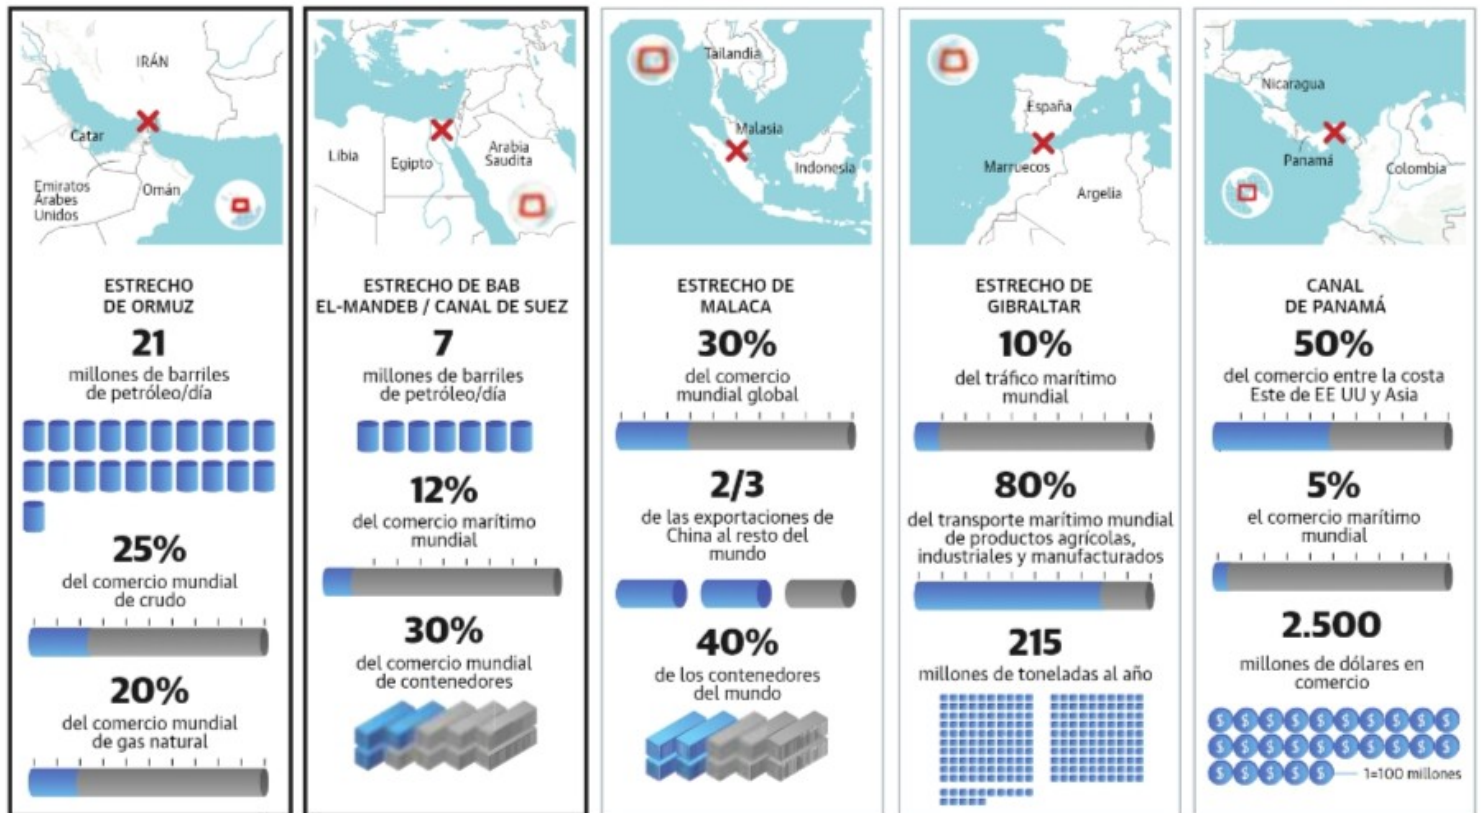 IRÁN
Catar
Emiratos
Árabes
Unidos
Omán
ESTRECHO
DE ORMUZ
21
millones de barriles
de petróleo/día
25%
del comercio mundial
de crudo
20%
del comercio mundial
de gas natural
Libia
Egipto
Arabia
Saudita
ESTRECHO DE BAB
EL-MANDEB / CANAL DE SUEZ
7
millones de barriles
de petróleo/día
12%
del comercio marítimo
mundial
30%
del comercio mundial
de contenedores
Tailandia
Malasia
Indonesia
ESTRECHO DE
MALACA
30%
del comercio
mundial global
2/3
de las exportaciones de
China al resto del
mundo
40%
de los contenedores
del mundo
España
Marruecos
Argelia
ESTRECHO DE
GIBRALTAR
10%
del tráfico marítimo
mundial
80%
del transporte marítimo mundial
de productos agrícolas,
industriales y manufacturados
215
millones de toneladas al año
Nicaragua
Panamá
Colombia
CANAL
DE PANAMÁ
50%
del comercio entre la costa
Este de EE UU y Asia
5%
el comercio marítimo
mundial
2.500
millones de dólares en
comercio
$ $ $ $ $ $ $ $ $ $
$ $ $ $ $ $ $ $ $ $
$ $ $ $ $ 1=100 millones